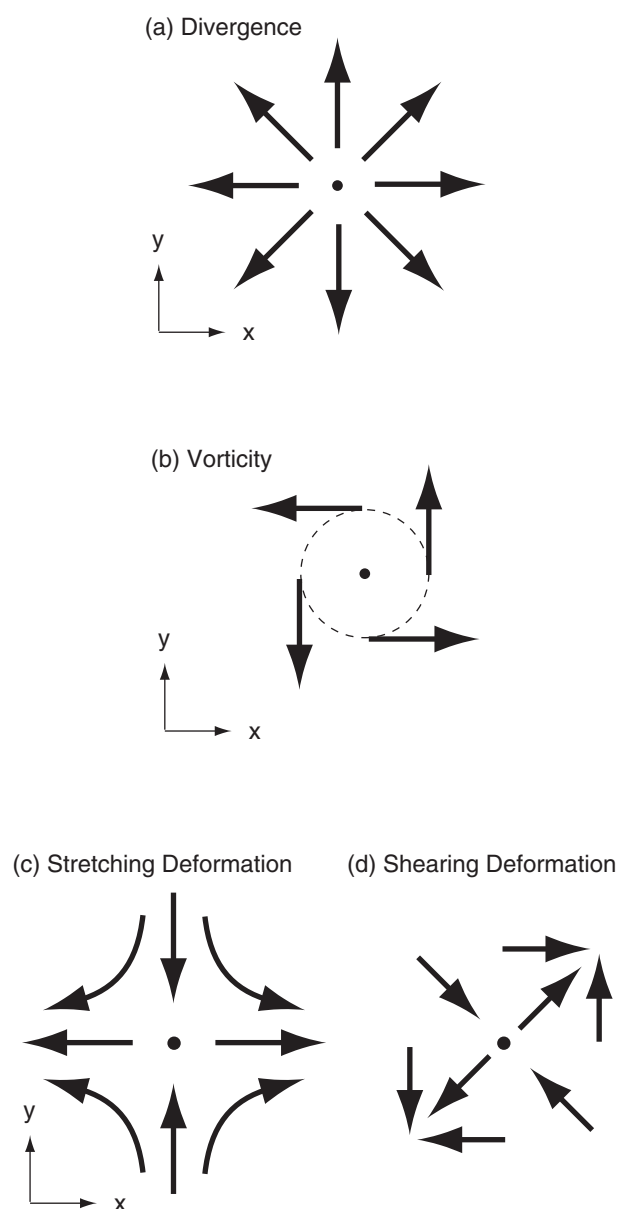 (a) Divergence
y
x
(b) Vorticity
y
x
(c) Stretching Deformation
(d) Shearing Deformation
y
x